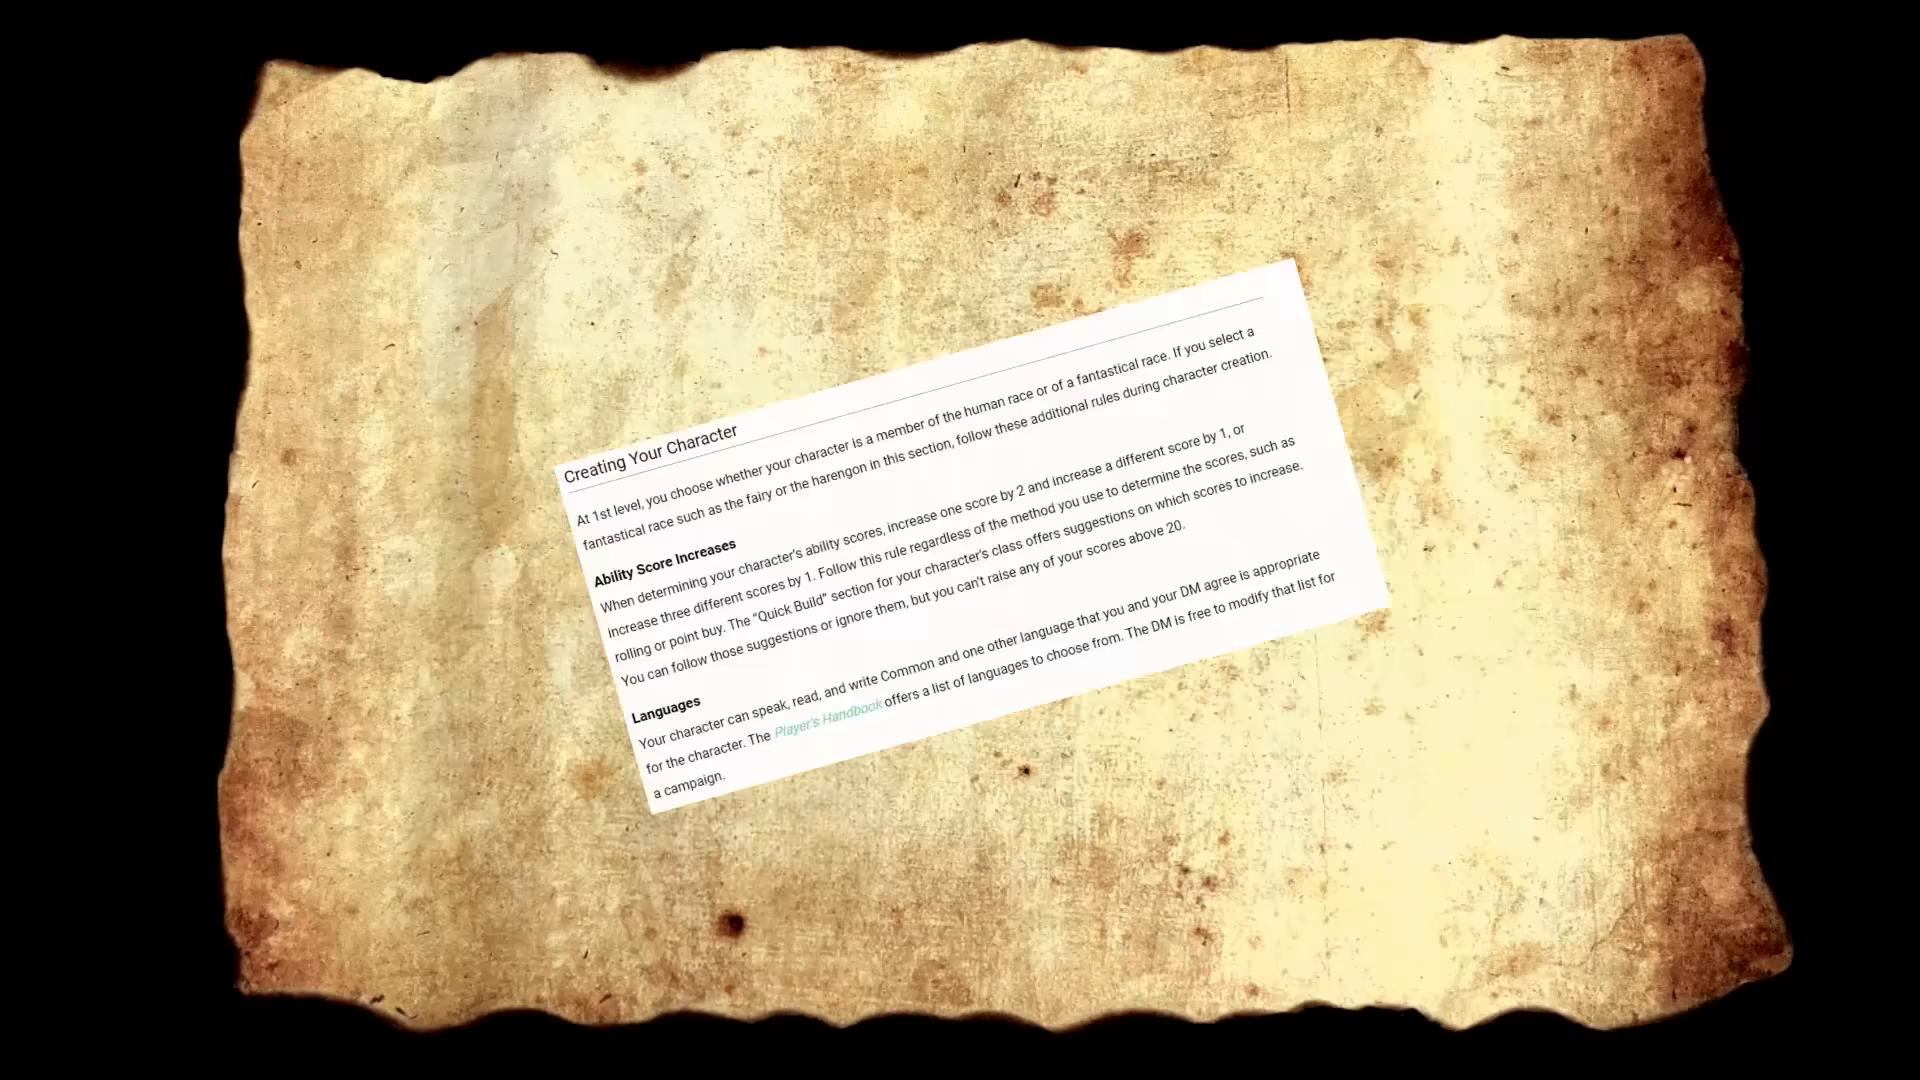 Creating Your Character
At 1st level, you choose whether your character is a member of the human race or of a fantastical race. If you select a
fantastical race such as the fairy or the harengon in this section, follow these additional rules during character creation.
Ability Score Increases
When determining your character's ability scores, increase one score by 2 and increase a different score by 1, or
increase three different scores by 1. Follow this rule regardless of the method you use to determine the scores, such as
rolling or point buy. The “Quick Build” section for your character's class offers suggestions on which scores to increase.
You can follow those suggestions or ignore them, but you can't raise any of your scores above 20.
Languages
Your character can speak, read, and write Common and one other language that you and your DM agree is appropriate
for the character. The Player's Handbook offers a list of languages to choose from. The DM is free to modify that list for
a campaign.